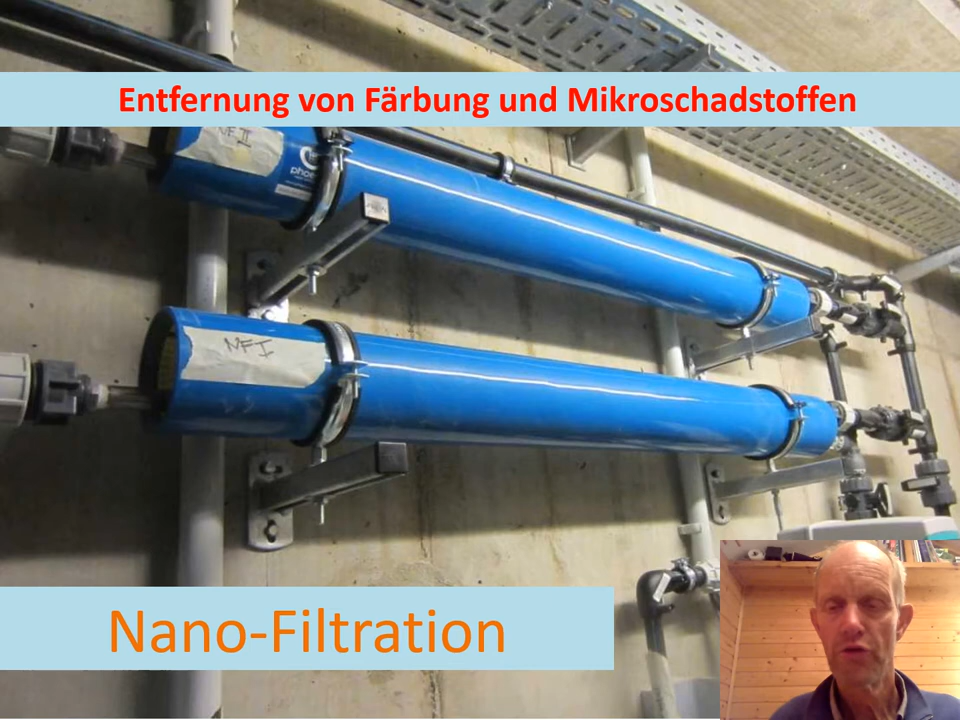 Entfernung von Färbung und Mikroschadstoffen
NF II
NF I
Nano-Filtration